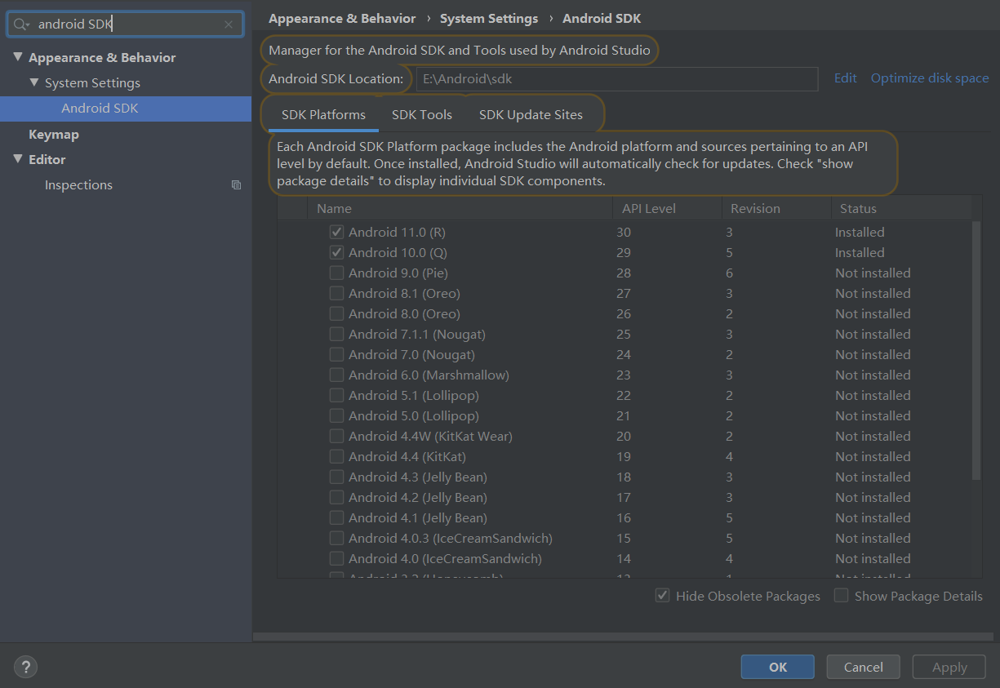 android SDK
Appearance & Behavior
System Settings
Android SDK
Keymap
Editor
Inspections
Appearance & Behavior › System Settings › Android SDK
Manager for the Android SDK and Tools used by Android Studio
Android SDK Location: E:\Android\sdk Edit Optimize disk space
SDK Platforms SDK Tools SDK Update Sites
Each Android SDK Platform package includes the Android platform and sources pertaining to an API
level by default. Once installed, Android Studio will automatically check for updates. Check "show
package details" to display individual SDK components.
Name API Level Revision Status
Android 11.0 (R) 30 3 Installed
Android 10.0 (Q) 29 5 Installed
Android 9.0 (Pie) 28 6 Not installed
Android 8.1 (Oreo) 27 3 Not installed
Android 8.0 (Oreo) 26 2 Not installed
Android 7.1.1 (Nougat) 25 3 Not installed
Android 7.0 (Nougat) 24 2 Not installed
Android 6.0 (Marshmallow) 23 3 Not installed
Android 5.1 (Lollipop) 22 2 Not installed
Android 5.0 (Lollipop) 21 2 Not installed
Android 4.4W (KitKat Wear) 20 2 Not installed
Android 4.4 (KitKat) 19 4 Not installed
Android 4.3 (Jelly Bean) 18 3 Not installed
Android 4.2 (Jelly Bean) 17 3 Not installed
Android 4.1 (Jelly Bean) 16 5 Not installed
Android 4.0.3 (IceCreamSandwich) 15 5 Not installed
Android 4.0 (IceCreamSandwich) 14 4 Not installed
Hide Obsolete Packages Show Package Details
? OK Cancel Apply